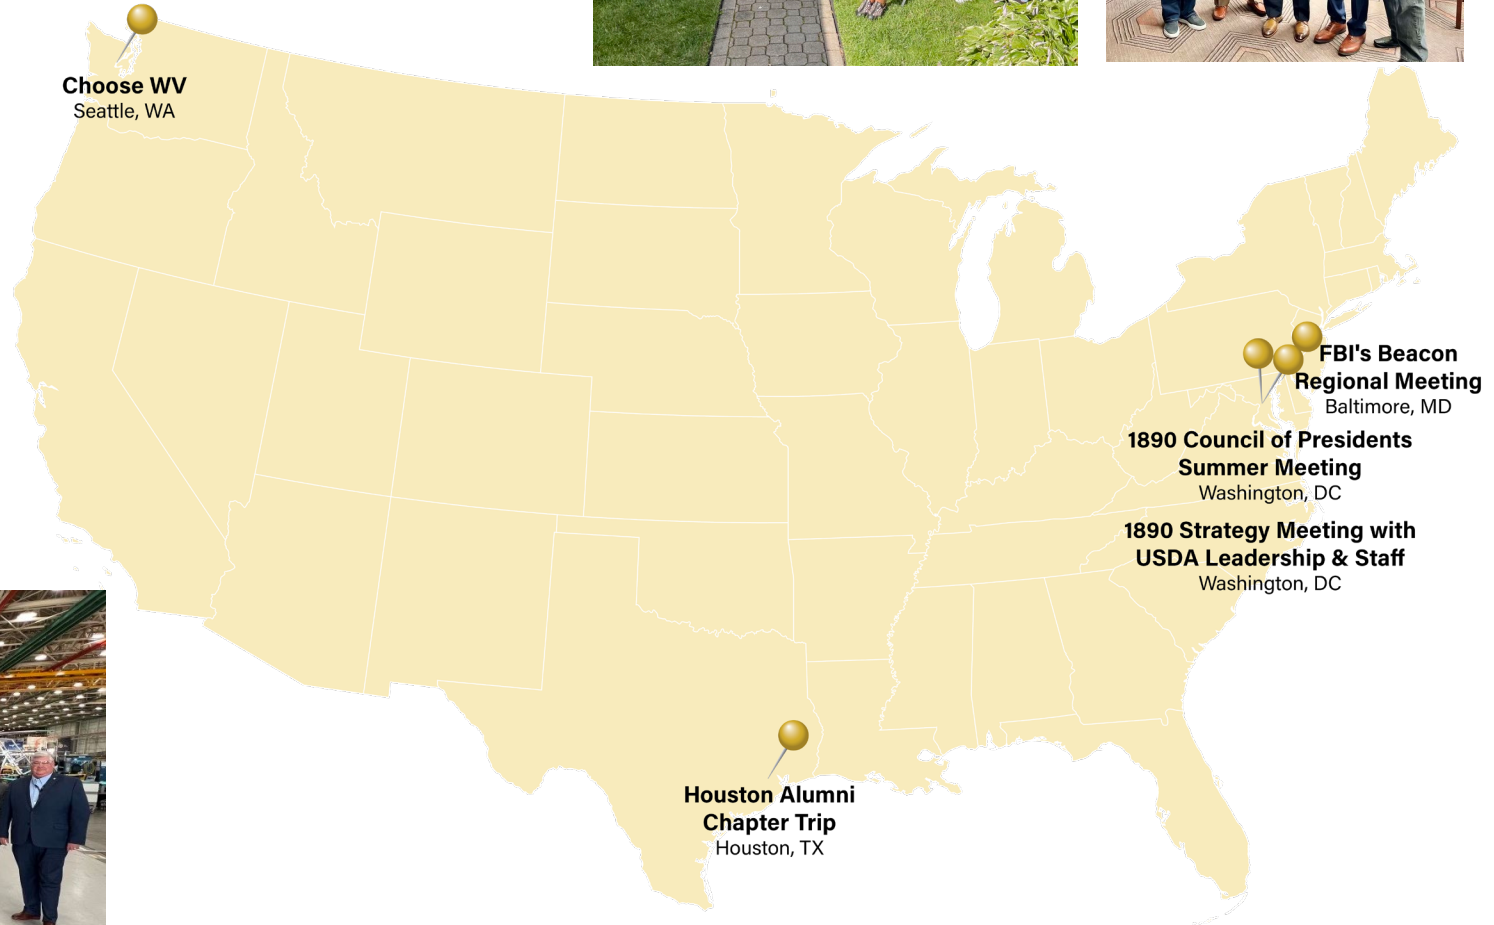 Choose WV
Seattle, WA
FBI's Beacon
Regional Meeting
Baltimore, MD
1890 Council of Presidents
Summer Meeting
Washington, DC
1890 Strategy Meeting with
USDA Leadership & Staff
Washington, DC
Houston Alumni
Chapter Trip
Houston, TX